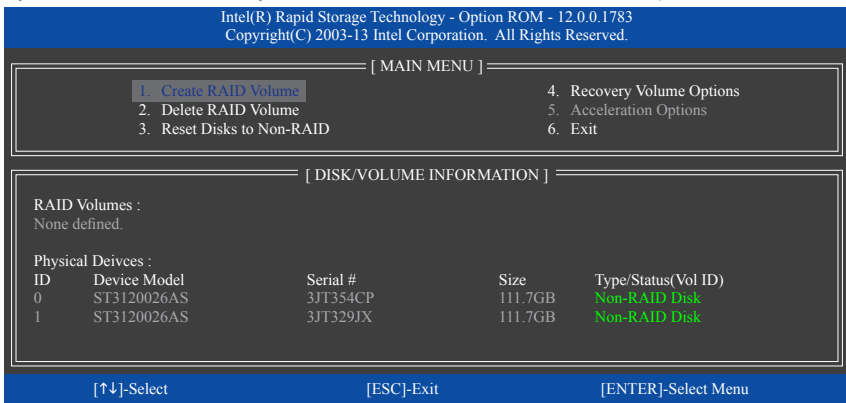 Intel(R) Rapid Storage Technology - Option ROM - 12.0.0.1783
Copyright(C) 2003-13 Intel Corporation.  All Rights Reserved.
[ MAIN MENU ]
1. Create RAID Volume
2. Delete RAID Volume
3. Reset Disks to Non-RAID
4. Recovery Volume Options
5. Acceleration Options
6. Exit
[ DISK/VOLUME INFORMATION ]
RAID Volumes :
None defined.
Physical Deivces :
ID Device Model Serial # Size Type/Status(Vol ID)
0 ST3120026AS 3JT354CP 111.7GB Non-RAID Disk
1 ST3120026AS 3JT329JX 111.7GB Non-RAID Disk
[↑↓]-Select [ESC]-Exit [ENTER]-Select Menu